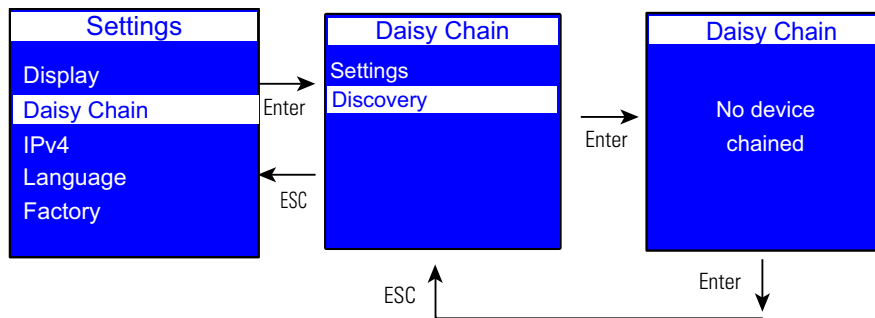 Settings
Display
Daisy Chain
IPv4
Language
Factory
Enter
ESC
Daisy Chain
Settings
Discovery
Enter
Daisy Chain
No device
chained
Enter
ESC